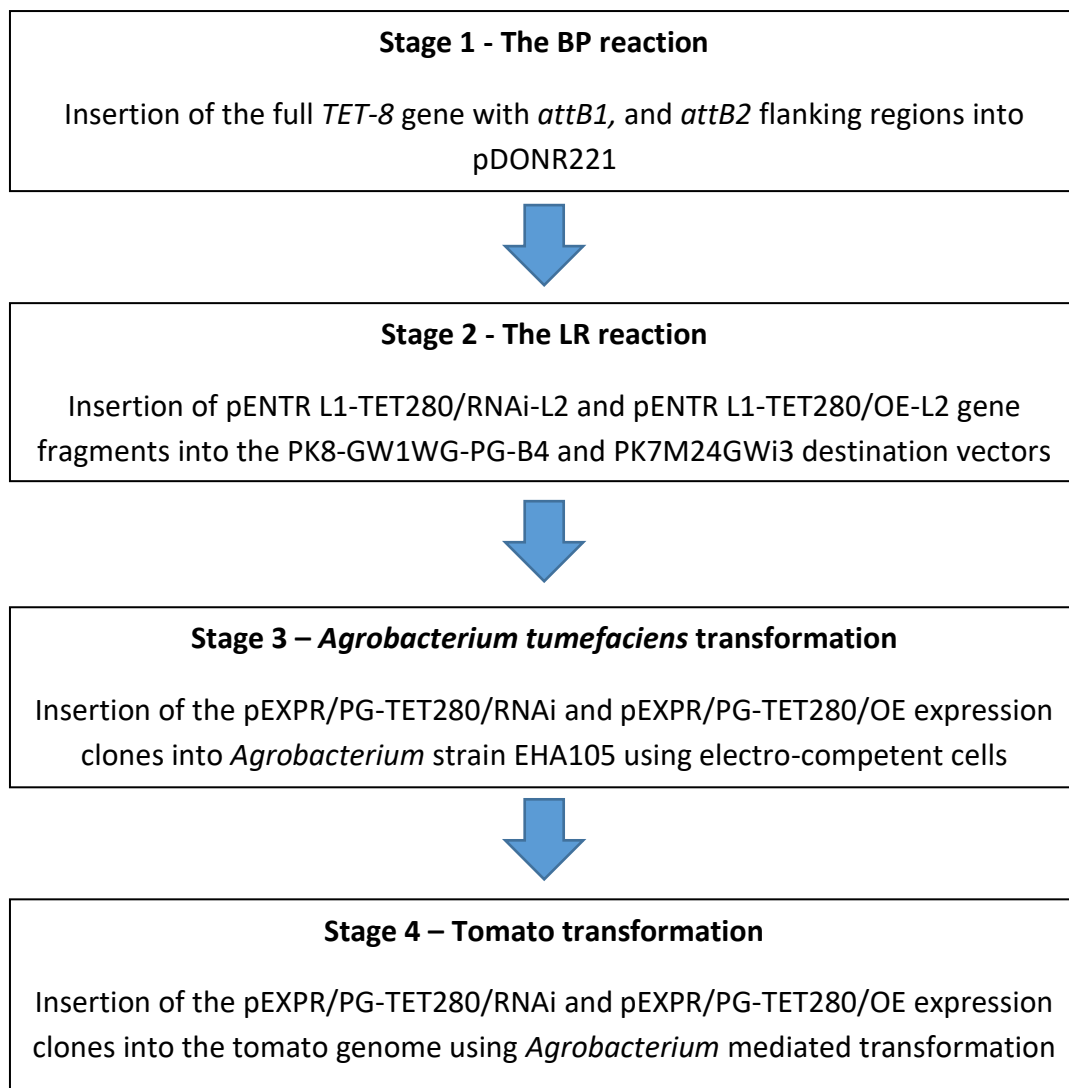 Stage 1 - The BP reaction
Insertion of the full TET-8 gene with attB1, and attB2 flanking regions into
pDONR221
Stage 2 - The LR reaction
Insertion of pENTR L1-TET280/RNAi-L2 and pENTR L1-TET280/OE-L2 gene
fragments into the PK8-GW1WG-PG-B4 and PK7M24GWi3 destination vectors
Stage 3 – Agrobacterium tumefaciens transformation
Insertion of the pEXPR/PG-TET280/RNAi and pEXPR/PG-TET280/OE expression
clones into Agrobacterium strain EHA105 using electro-competent cells
Stage 4 – Tomato transformation
Insertion of the pEXPR/PG-TET280/RNAi and pEXPR/PG-TET280/OE expression
clones into the tomato genome using Agrobacterium mediated transformation